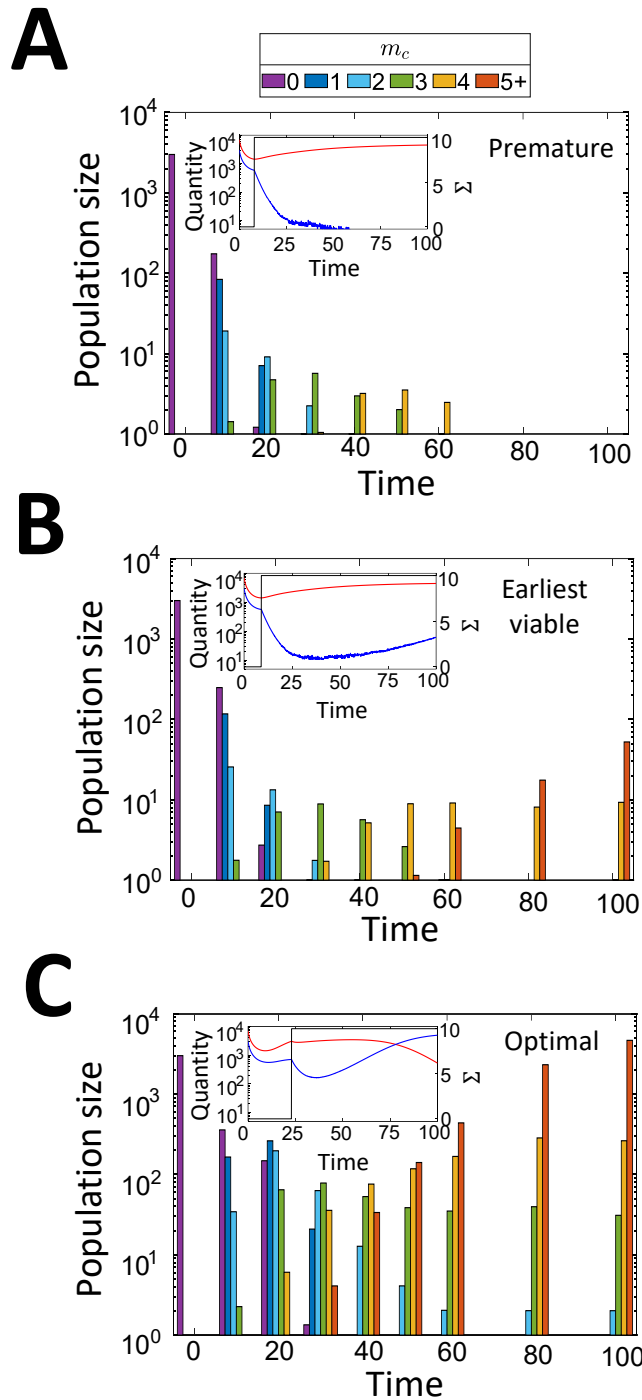 A
m_c
0 1 2 3 4 5+
Premature
Population size
10^4
10^3
10^2
10^1
10^0
0 20 40 60 80 100
Time
Quantity
10^4
10^3
10^2
10^1
0 25 50 75 100
Time
10
5
0
Σ
B
Earliest
viable
Population size
10^4
10^3
10^2
10^1
10^0
0 20 40 60 80 100
Time
Quantity
10^4
10^3
10^2
10^1
0 25 50 75 100
Time
10
5
0
Σ
C
Optimal
Population size
10^4
10^3
10^2
10^1
10^0
0 20 40 60 80 100
Time
Quantity
10^4
10^3
10^2
10^1
0 25 50 75 100
Time
10
5
0
Σ